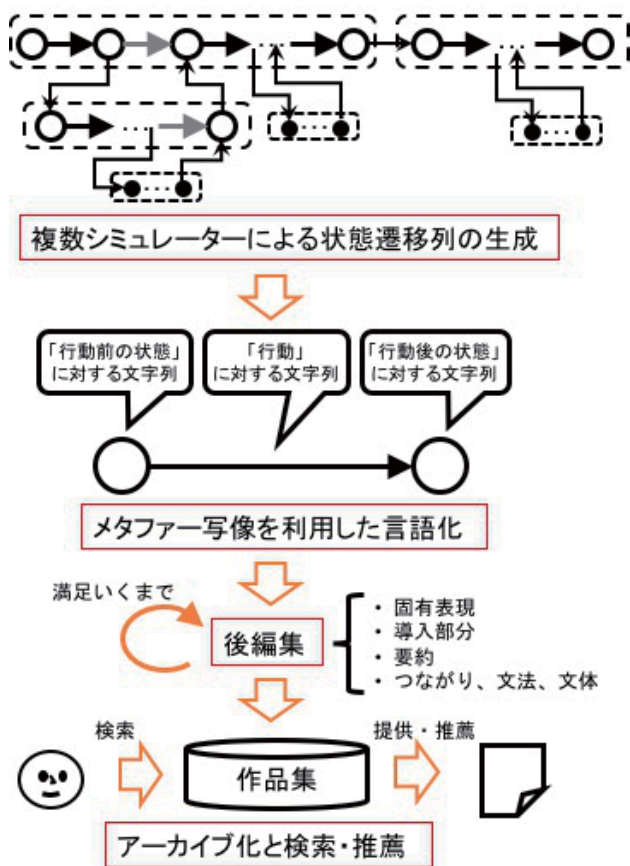 複数シミュレーターによる状態遷移列の生成
「行動前の状態」
に対する文字列
「行動」
に対する文字列
「行動後の状態」
に対する文字列
メタファー写像を利用した言語化
満足いくまで
後編集
・ 固有表現
・ 導入部分
・ 要約
・ つながり、文法、文体
検索
作品集
提供・推薦
アーカイブ化と検索・推薦